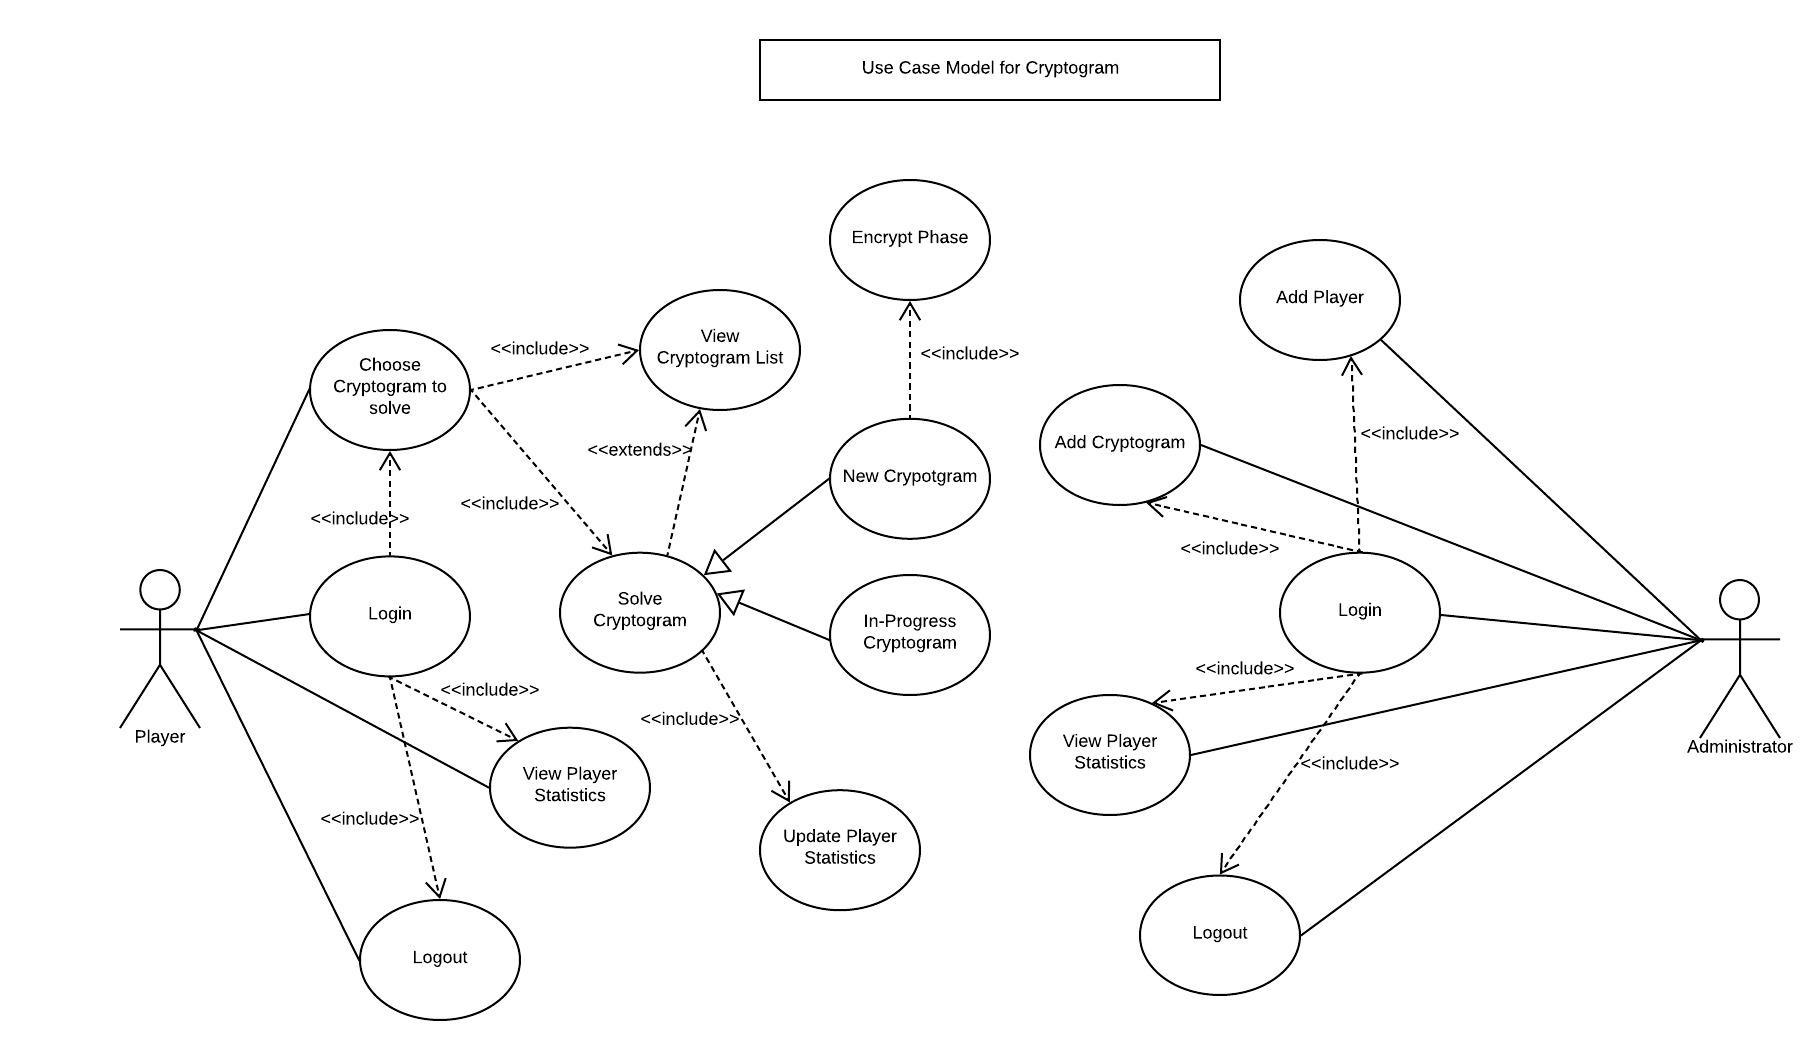 Use Case Model for Cryptogram
Encrypt Phase
Add Player
View
Cryptogram List
<<include>>
<<include>>
Choose
Cryptogram to
solve
<<extends>>
<<include>>
Add Cryptogram
New Crypotgram
<<include>>
<<include>>
<<include>>
Login
Solve
Cryptogram
In-Progress
Cryptogram
Login
<<include>>
<<include>>
<<include>>
Player
View Player
Statistics
<<include>>
View Player
Statistics
Administrator
<<include>>
<<include>>
Update Player
Statistics
Logout
Logout